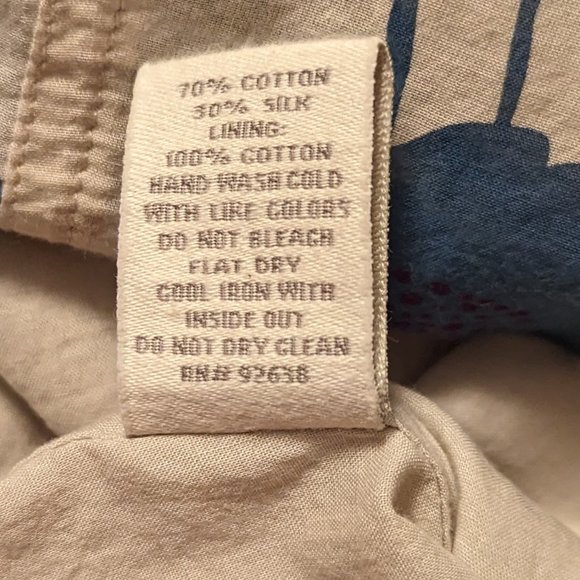 70% COTTON
30% SILK
LINING:
100% COTTON
HAND WASH COLD
WITH LIKE COLORS
DO NOT BLEACH
FLAT DRY
COOL IRON WITH
INSIDE OUT
DO NOT DRY CLEAN
RN# 92638